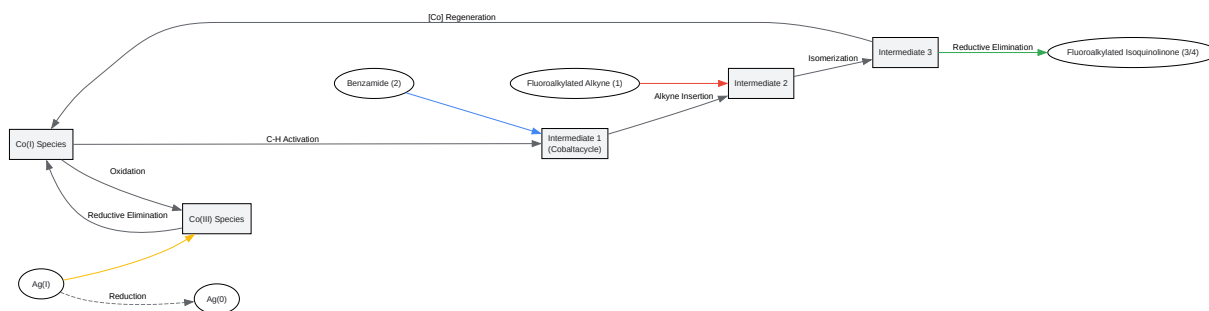 [Co] Regeneration
Intermediate 3
Reductive Elimination
Fluoroalkylated Isoquinolinone (3/4)
Isomerization
Benzamide (2)
Fluoroalkylated Alkyne (1)
Intermediate 2
Alkyne Insertion
Co(I) Species
C-H Activation
Intermediate 1
(Cobaltacycle)
Oxidation
Reductive Elimination
Co(III) Species
Ag(I)
Reduction
Ag(0)